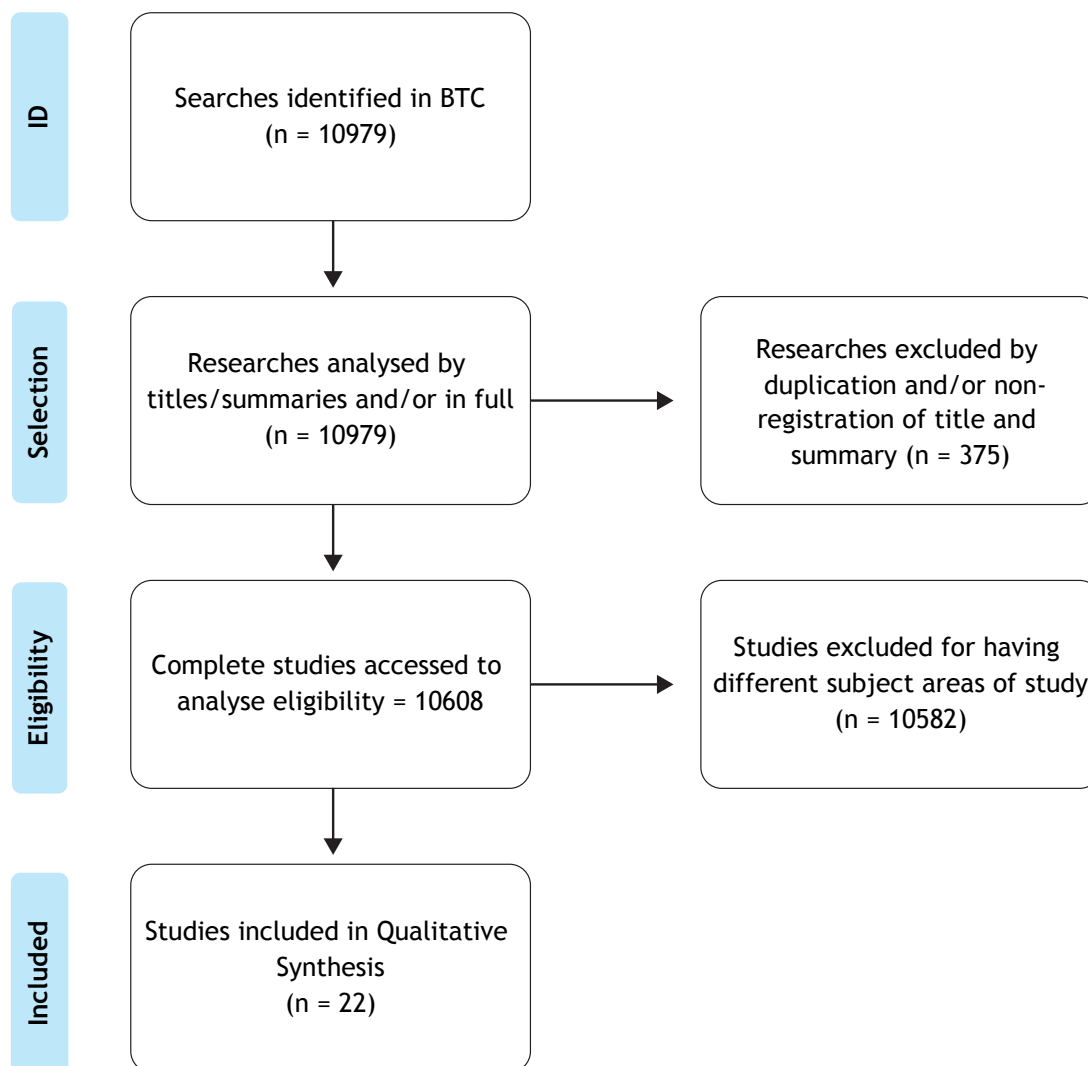 ID
Searches identified in BTC
(n = 10979)
Selection
Researches analysed by
titles/summaries and/or in full
(n = 10979)
Researches excluded by
duplication and/or non-
registration of title and
summary (n = 375)
Eligibility
Complete studies accessed to
analyse eligibility = 10608
Studies excluded for having
different subject areas of study
(n = 10582)
Included
Studies included in Qualitative
Synthesis
(n = 22)